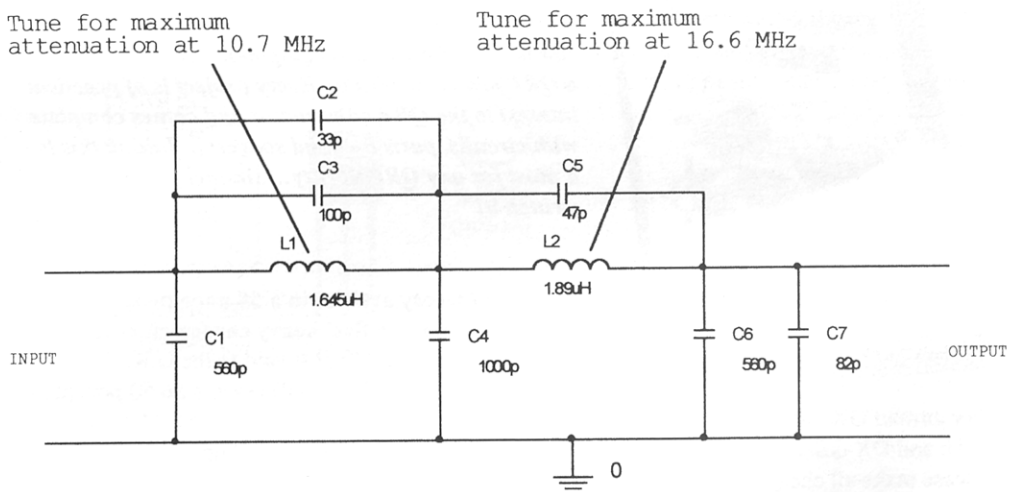 Tune for maximum
attenuation at 10.7 MHz
Tune for maximum
attenuation at 16.6 MHz
C2
33p
C3
100p
C5
47p
L1
1.645uH
L2
1.89uH
C1
560p
C4
1000p
C6
560p
C7
82p
INPUT
OUTPUT
0